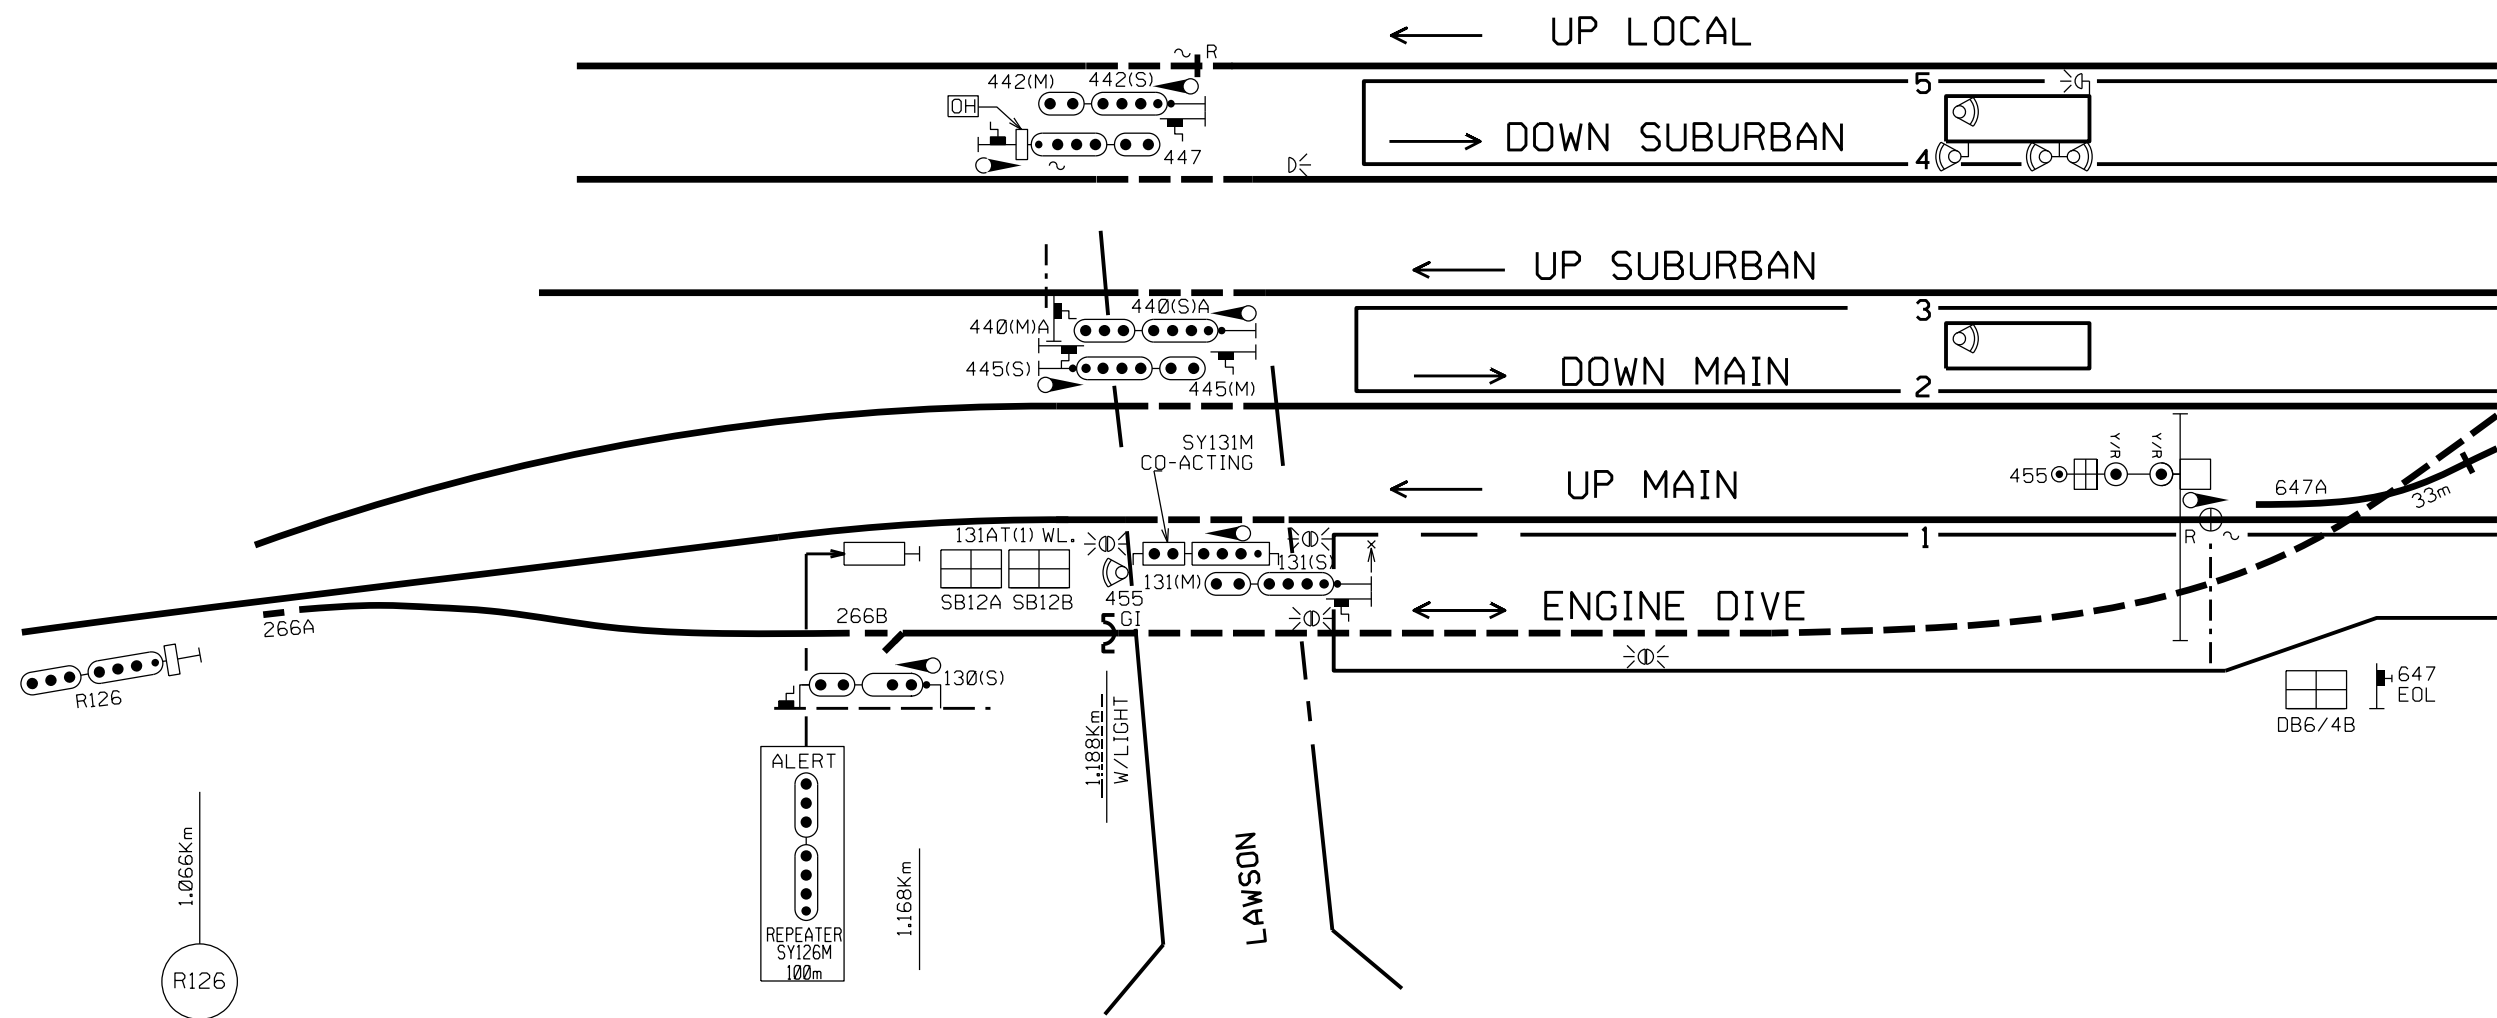 UP LOCAL
~ R
442(M)
442(S)
5
OH
DOWN SUBURBAN
447
~
4
UP SUBURBAN
440(S)A
440(M)A
3
445(S)
DOWN MAIN
445(M)
2
SY131M
CO-ACTING
UP MAIN
Y/R
Y/R
455
647A
33m
R ~
131AT(1) WL.
131(S)
1
131(M)
SB12A
SB12B
455
GI
266B
ENGINE DIVE
266A
R126
130(S)
647
EOL
DB6/4B
1.188Km
W/LIGHT
ALERT
REPEATER
SY126M
100m
1.066Km
1.168Km
LAWSON
R126